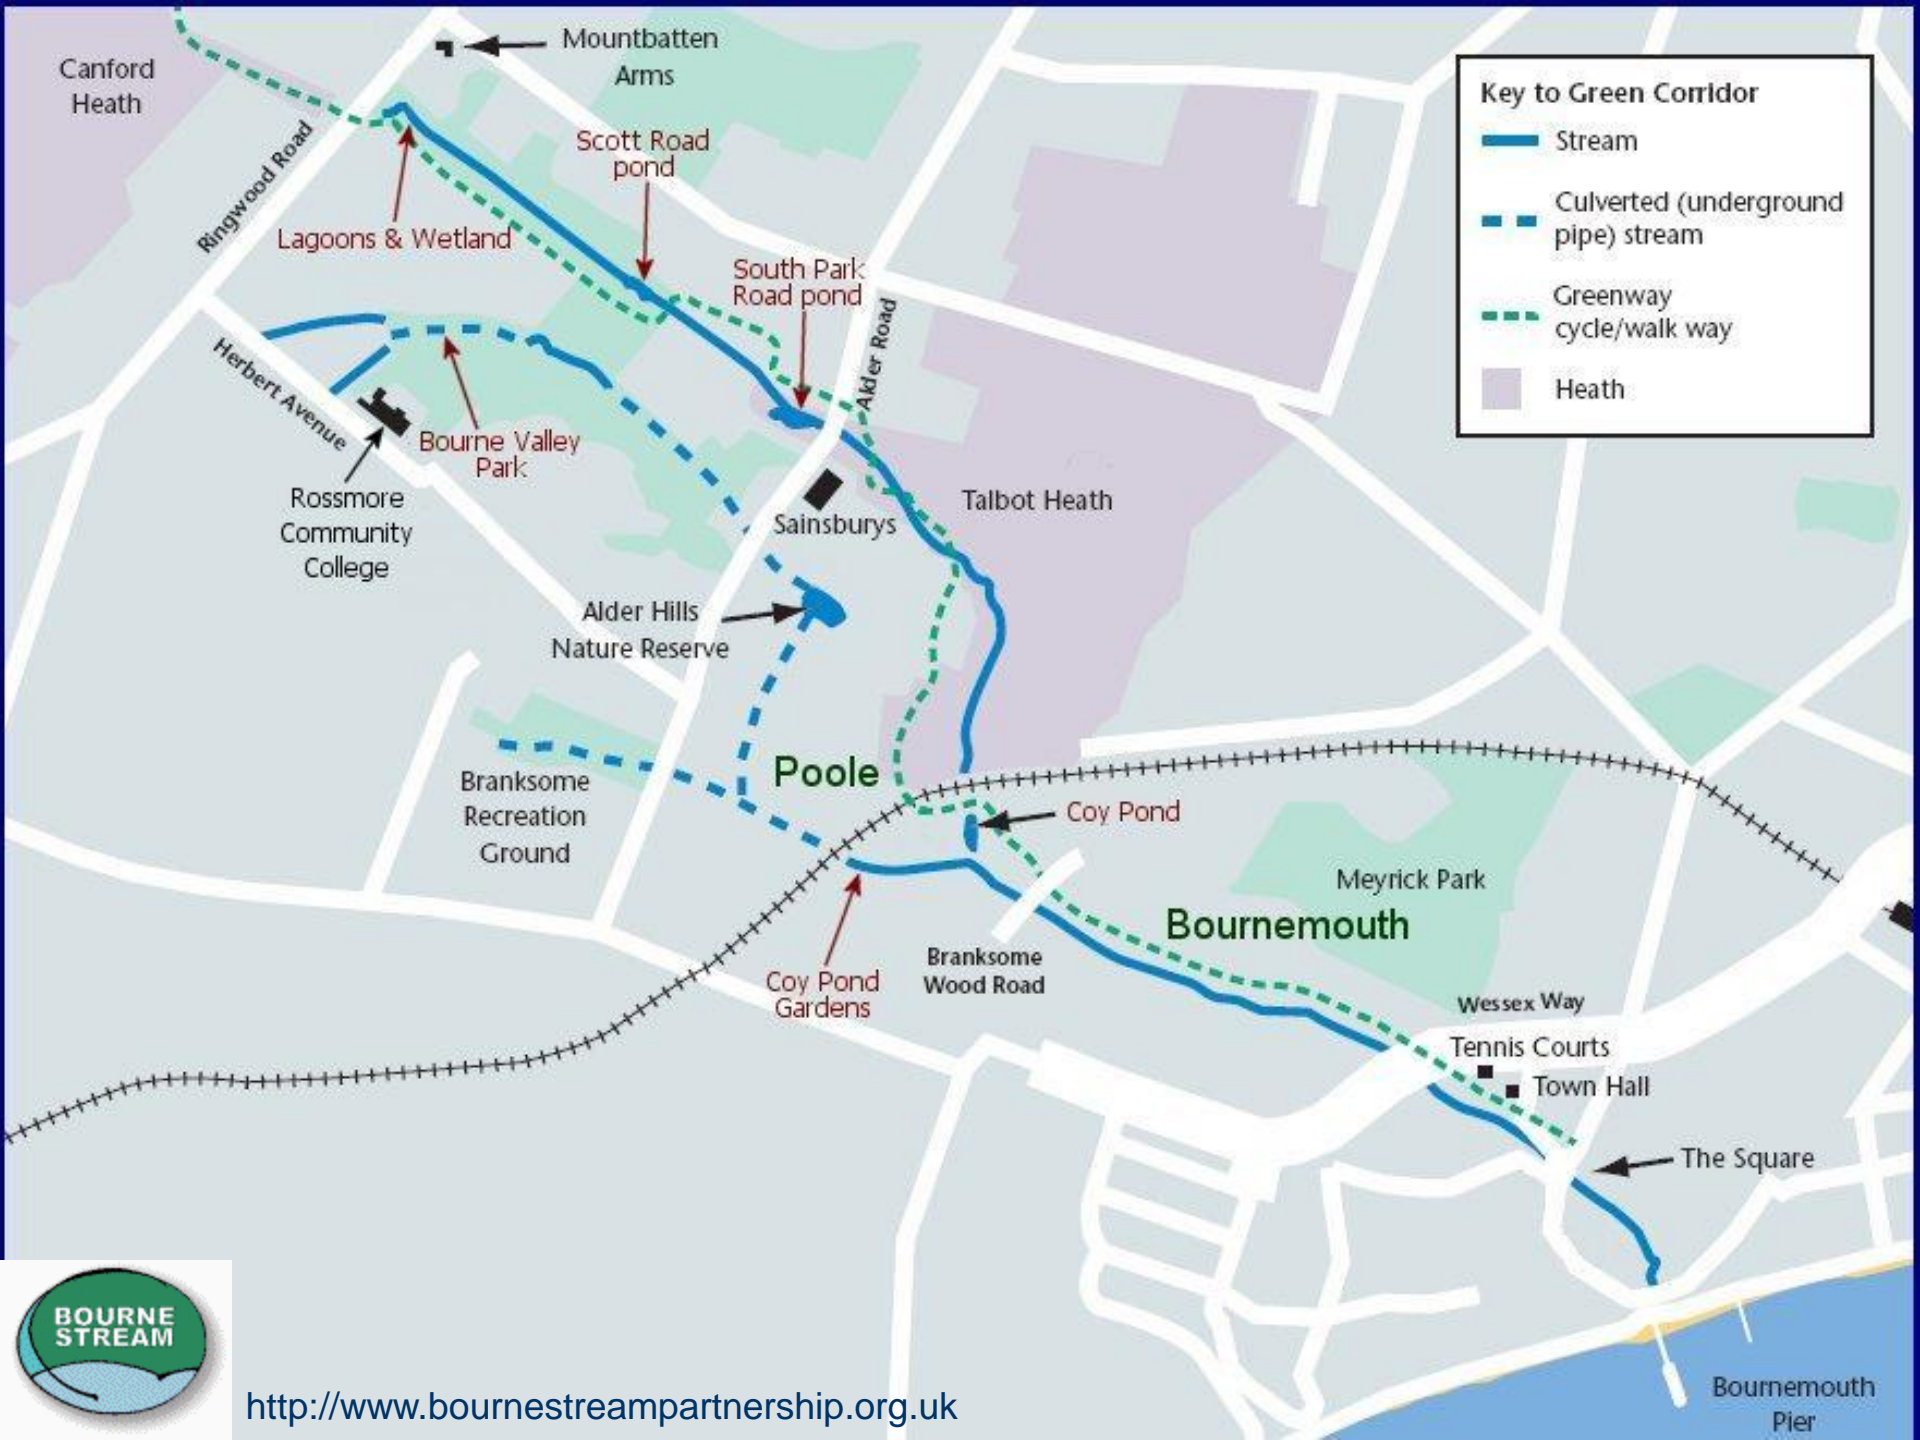 Canford
Heath
Mountbatten
Arms
Ringwood Road
Scott Road
pond
Lagoons & Wetland
South Park
Road pond
Alder Road
Herbert Avenue
Bourne Valley
Park
Rossmore
Community
College
Sainsburys
Talbot Heath
Alder Hills
Nature Reserve
Poole
Branksome
Recreation
Ground
Coy Pond
Meyrick Park
Bournemouth
Branksome
Wood Road
Coy Pond
Gardens
Wessex Way
Tennis Courts
Town Hall
The Square
Bournemouth
Pier
Key to Green Corridor
Stream
Culverted (underground
pipe) stream
Greenway
cycle/walk way
Heath
BOURNE
STREAM
http://www.bournestreampartnership.org.uk